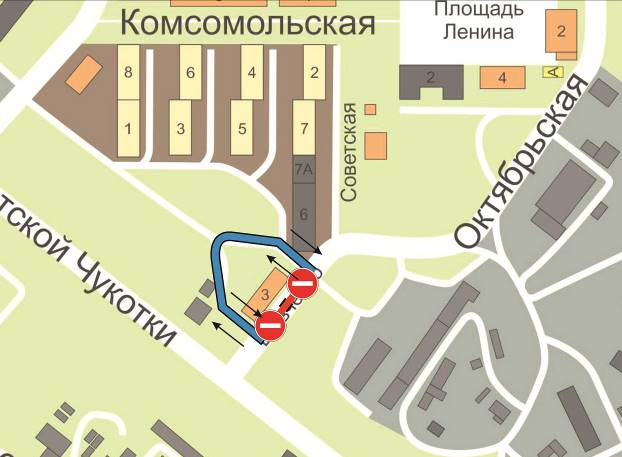 Комсомольская
Площадь
Ленина
2
8
6
4
2
2
4
А
1
3
5
7
Советская
7А
Октябрьская
6
тской Чукотки
3